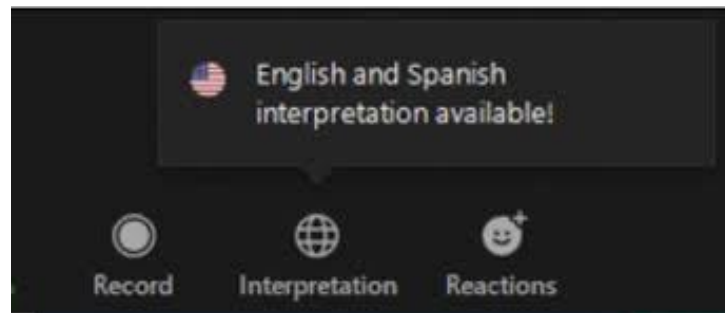 English and Spanish
interpretation available!
Record
Interpretation
Reactions